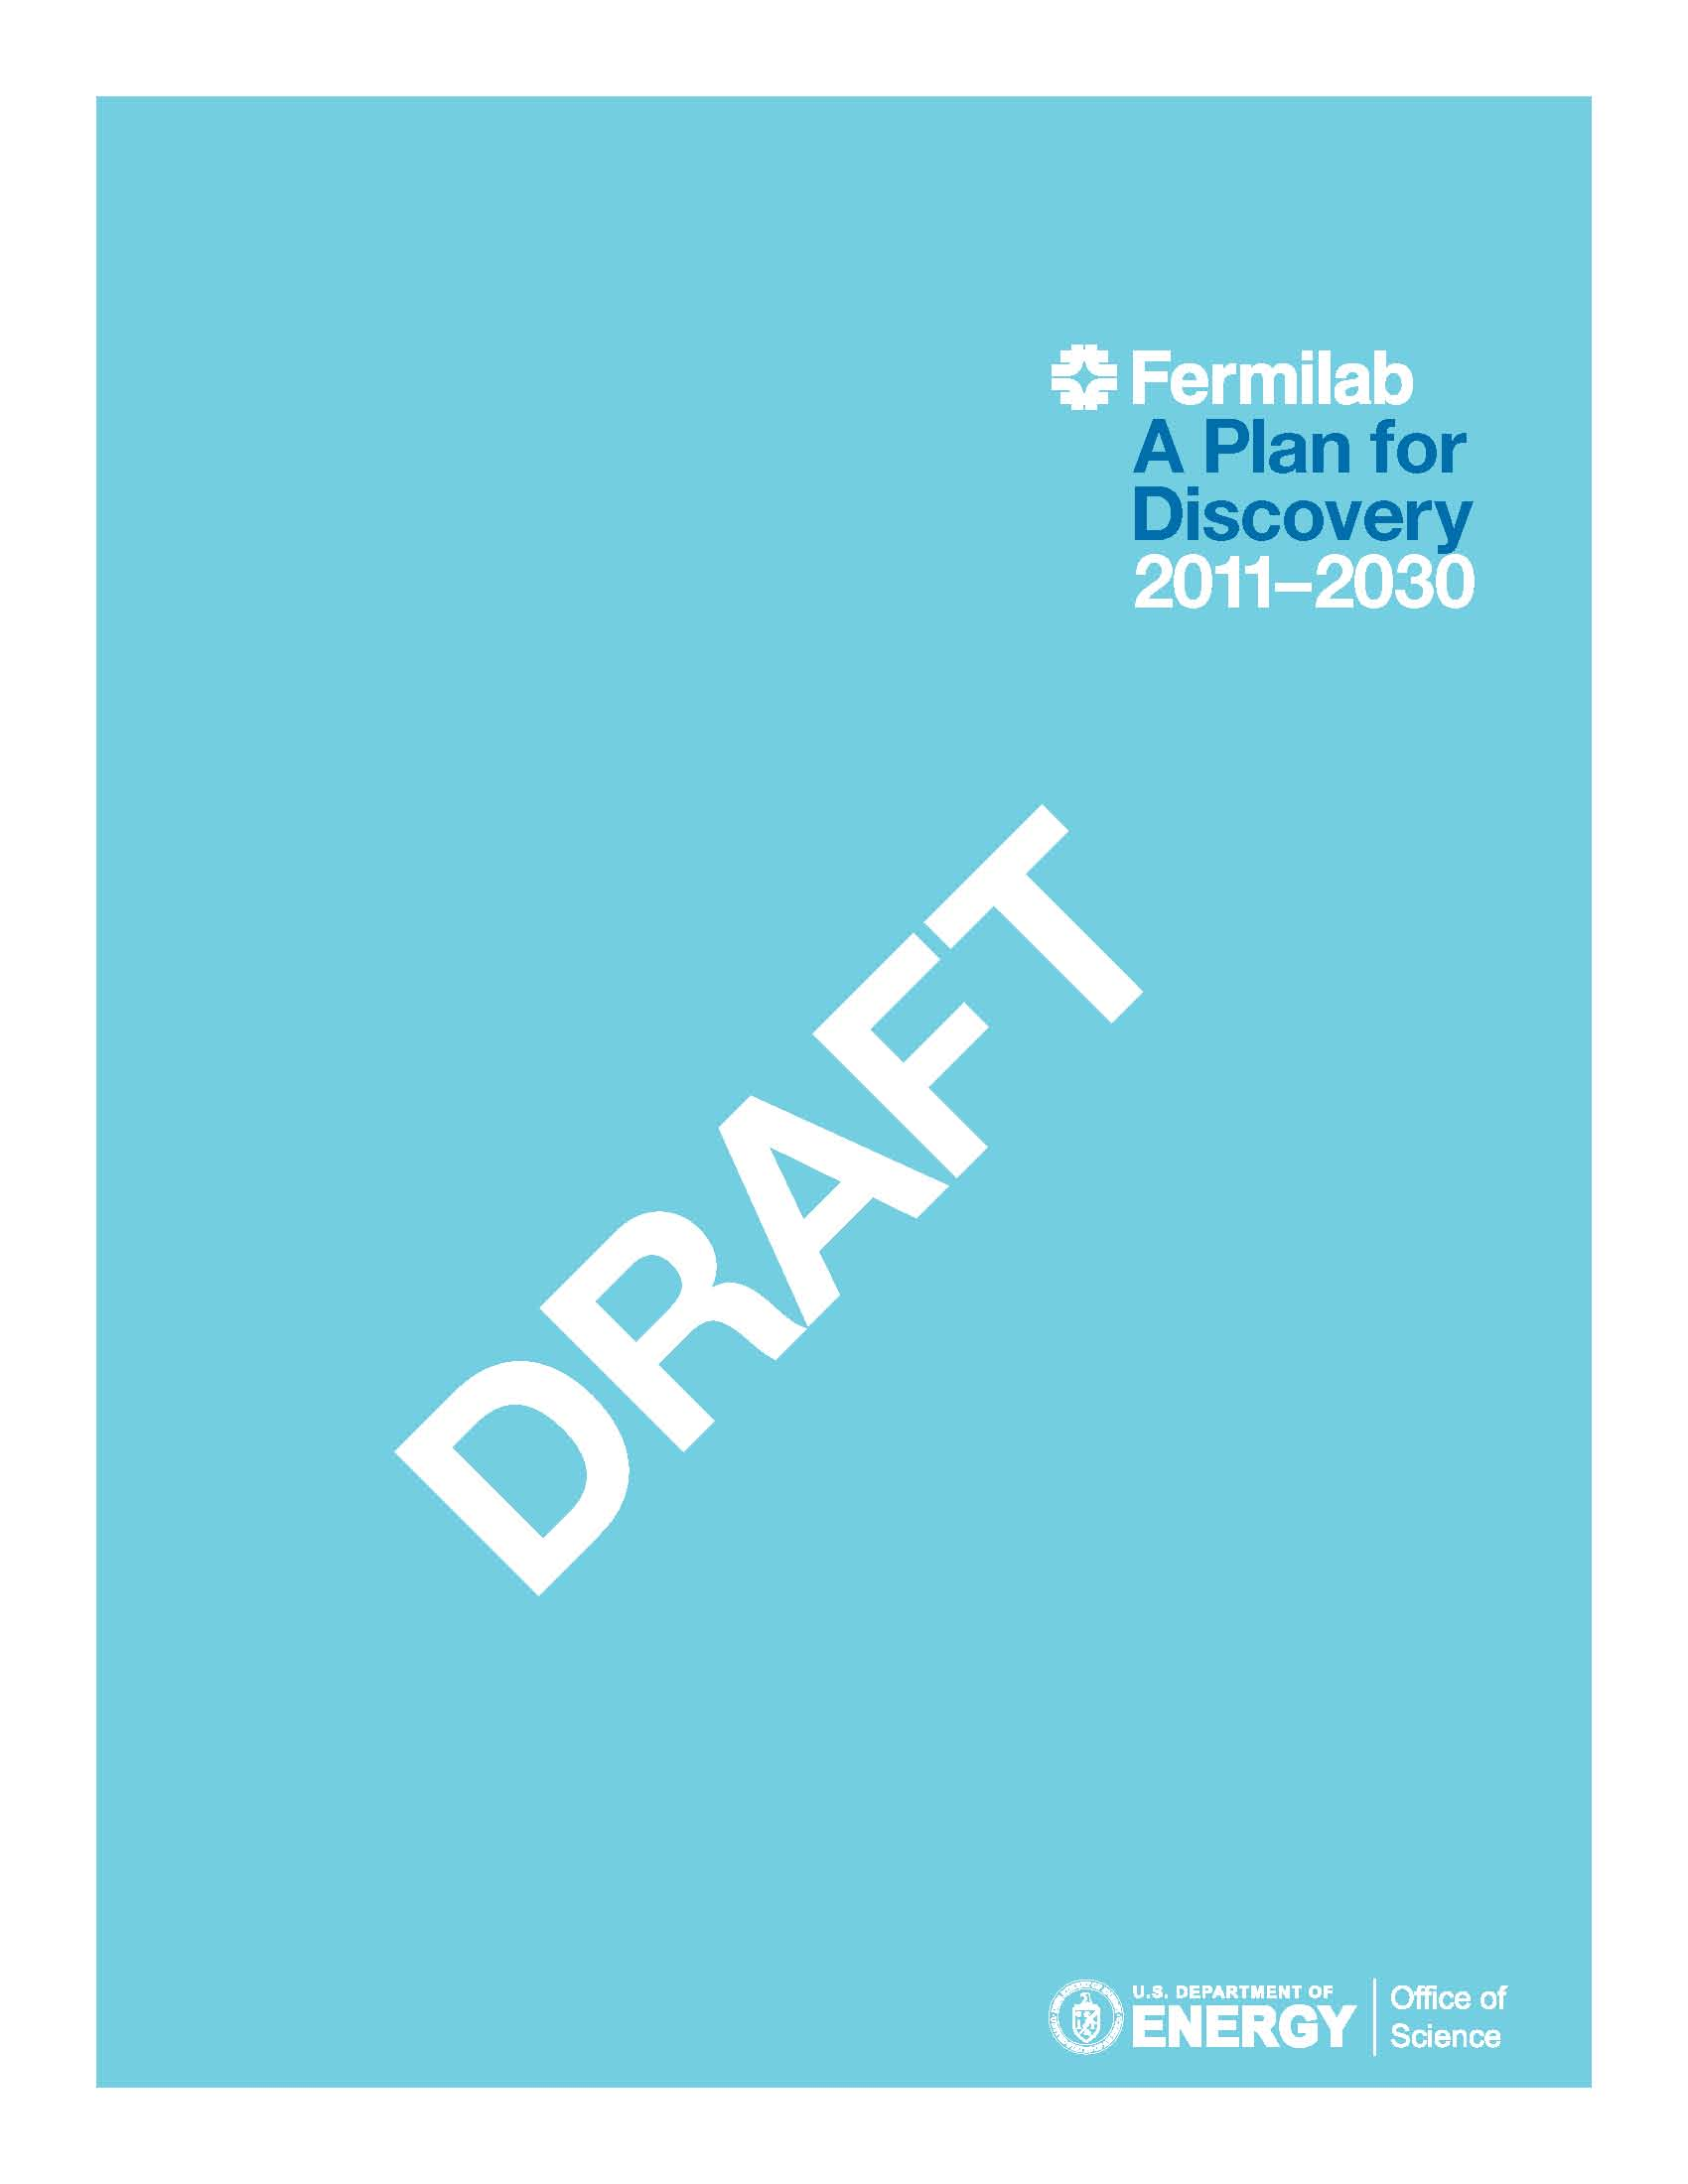 Fermilab
A Plan for
Discovery
2011–2030
DRAFT
U.S. DEPARTMENT OF
ENERGY
Office of
Science